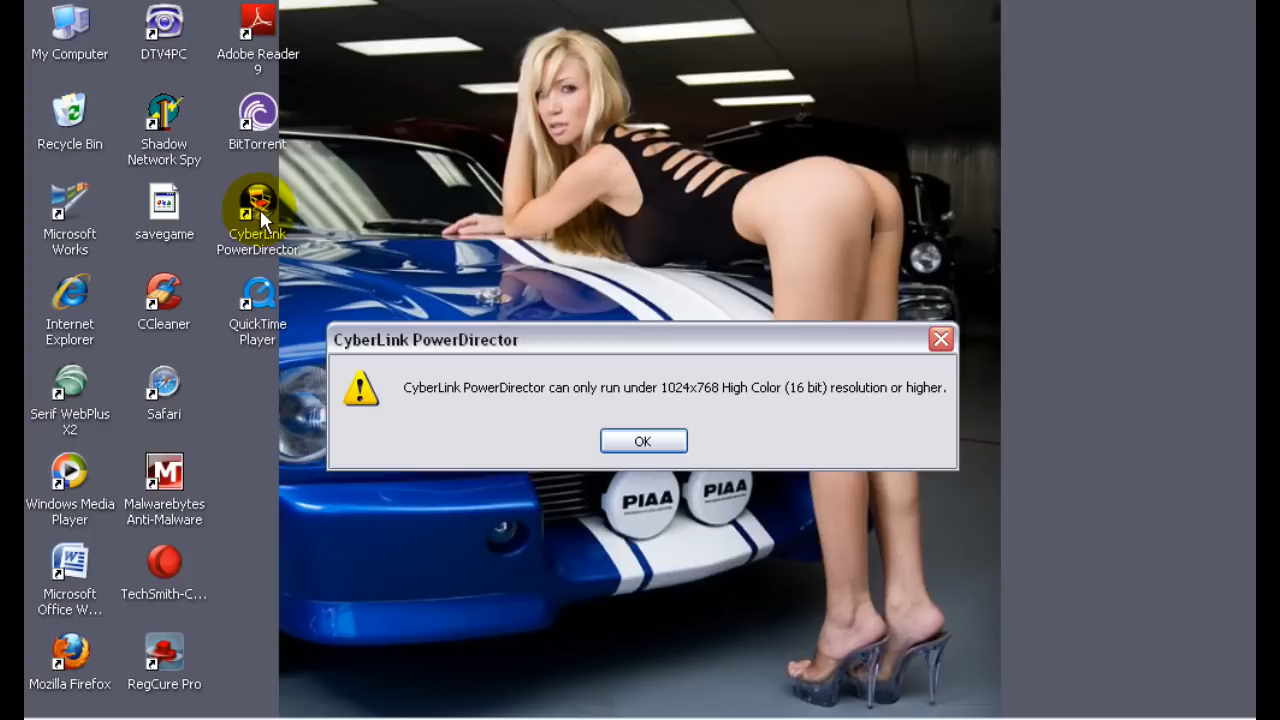 My Computer
DTV4PC
Adobe Reader
9
Recycle Bin
Shadow
Network Spy
BitTorrent
Microsoft
Works
savegame
CyberLink
PowerDirector
Internet
Explorer
CCleaner
QuickTime
Player
CyberLink PowerDirector
CyberLink PowerDirector can only run under 1024x768 High Color (16 bit) resolution or higher.
OK
Serif WebPlus
X2
Safari
Windows Media
Player
Malwarebytes
Anti-Malware
PIAA
PIAA
Microsoft
Office W...
TechSmith-C...
Mozilla Firefox
RegCure Pro